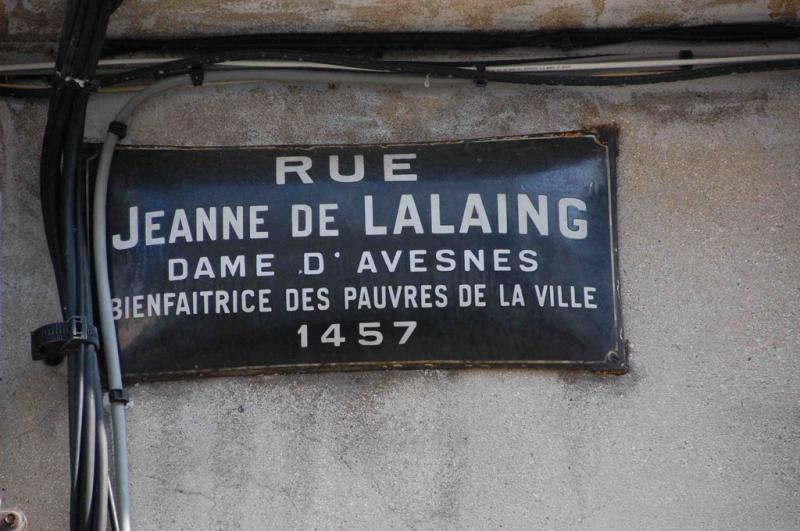 RUE
JEANNE DE LALAING
DAME D'AVESNES
BIENFAITRICE DES PAUVRES DE LA VILLE
1457